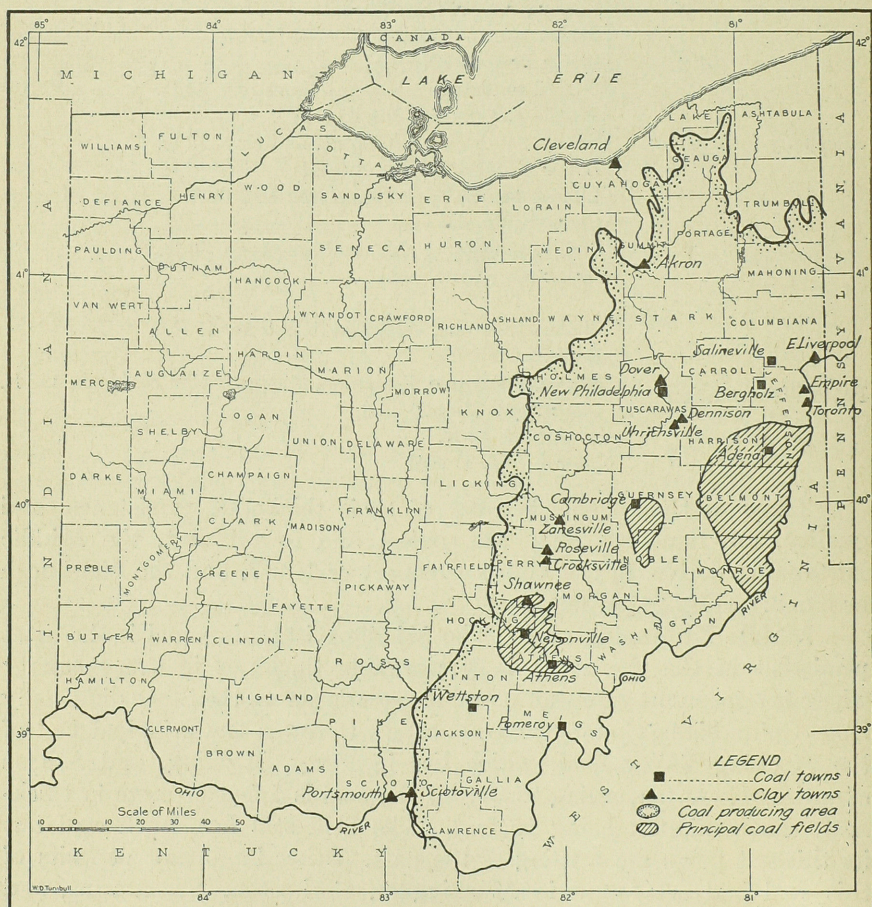 85° 84° 83° 82° 81°
CANADA
42° 42°
MICHIGAN
LAKE ERIE
LAKE ASHTABULA
FULTON LUCAS
WILLIAMS OTTAWA
Cleveland GEAUGA
CUYAHOGA
DEFIANCE HENRY WOOD SANDUSKY ERIE LORAIN TRUMBULL
PAULDING SENECA HURON MEDINA SUMMIT PORTAGE
41° PUTNAM Akron 41°
HANCOCK MAHONING
VAN WERT WYANDOT CRAWFORD RICHLAND ASHLAND WAYNE STARK COLUMBIANA
ALLEN
HARDIN Salineville E.Liverpool
MERCER AUGLAIZE MARION HOLMES Dover CARROLL
MORROW New Philadelphia Bergholz JEFFERSON Empire
LOGAN KNOX TUSCARAWAS Dennison Toronto
SHELBY UNION DELAWARE COSHOCTON Uhrichsville HARRISON
Adena
DARKE MIAMI CHAMPAIGN LICKING GUERNSEY BELMONT
40° Cambridge 40°
CLARK MADISON FRANKLIN MUSKINGUM
Zanesville
MONTGOMERY Roseville
PREBLE GREENE FAIRFIELD PERRY Crooksville NOBLE MONROE
PICKAWAY Shawnee MORGAN
FAYETTE RIVER
HOCKING WASHINGTON
BUTLER WARREN CLINTON Nelsonville
ROSS ATHENS
HAMILTON VINTON Athens OHIO
HIGHLAND Wellston
39° PIKE MEIGS 39°
CLERMONT JACKSON Pomeroy
BROWN
ADAMS SCIOTO GALLIA
OHIO Portsmouth Sciotoville
RIVER LAWRENCE
INDIANA
PENNSYLVANIA
WEST VIRGINIA
KENTUCKY
Scale of Miles
10 0 10 20 30 40 50
LEGEND
Coal towns
Clay towns
Coal producing area
Principal coal fields
W.D.Turnbull
84° 83° 82° 81°